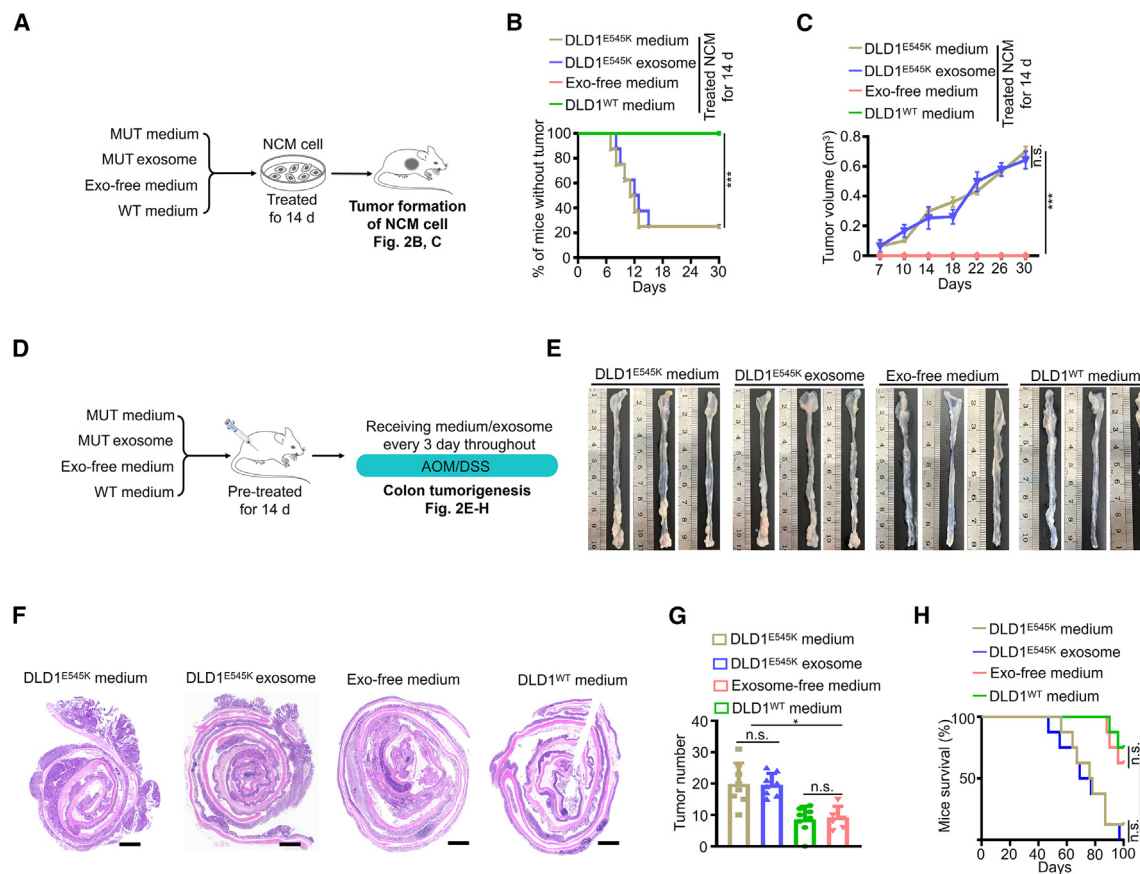 A
MUT medium
MUT exosome
Exo-free medium
WT medium
NCM cell
Treated
fo 14 d
Tumor formation
of NCM cell
Fig. 2B, C
B
DLD1E545K medium
DLD1E545K exosome
Exo-free medium
DLD1WT medium
Treated NCM
for 14 d
% of mice without tumor
100
80
60
40
20
0
0 6 12 18 24 30
Days
***
C
DLD1E545K medium
DLD1E545K exosome
Exo-free medium
DLD1WT medium
Treated NCM
for 14 d
Tumor volume (cm3)
0.8
0.6
0.4
0.2
0
7 10 14 18 22 26 30
Days
n.s.
***
D
MUT medium
MUT exosome
Exo-free medium
WT medium
Pre-treated
for 14 d
Receiving medium/exosome
every 3 day throughout
AOM/DSS
Colon tumorigenesis
Fig. 2E-H
E
DLD1E545K medium
DLD1E545K exosome
Exo-free medium
DLD1WT medium
F
DLD1E545K medium
DLD1E545K exosome
Exo-free medium
DLD1WT medium
G
DLD1E545K medium
DLD1E545K exosome
Exosome-free medium
DLD1WT medium
Tumor number
40
30
20
10
0
*
n.s.
n.s.
H
DLD1E545K medium
DLD1E545K exosome
Exo-free medium
DLD1WT medium
Mice survival (%)
100
50
0 20 40 60 80 100
Days
n.s.
n.s.